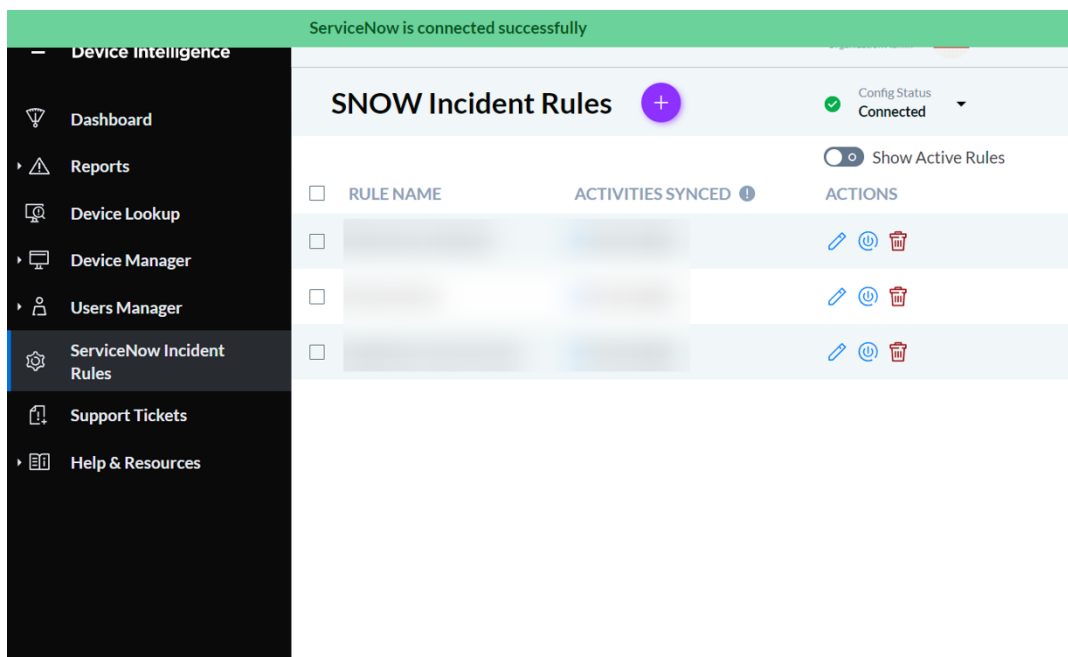 ServiceNow is connected successfully
Device Intelligence
Dashboard
Reports
Device Lookup
Device Manager
Users Manager
ServiceNow Incident
Rules
Support Tickets
Help & Resources
SNOW Incident Rules
Config Status
Connected
Show Active Rules
RULE NAME
ACTIVITIES SYNCED
ACTIONS